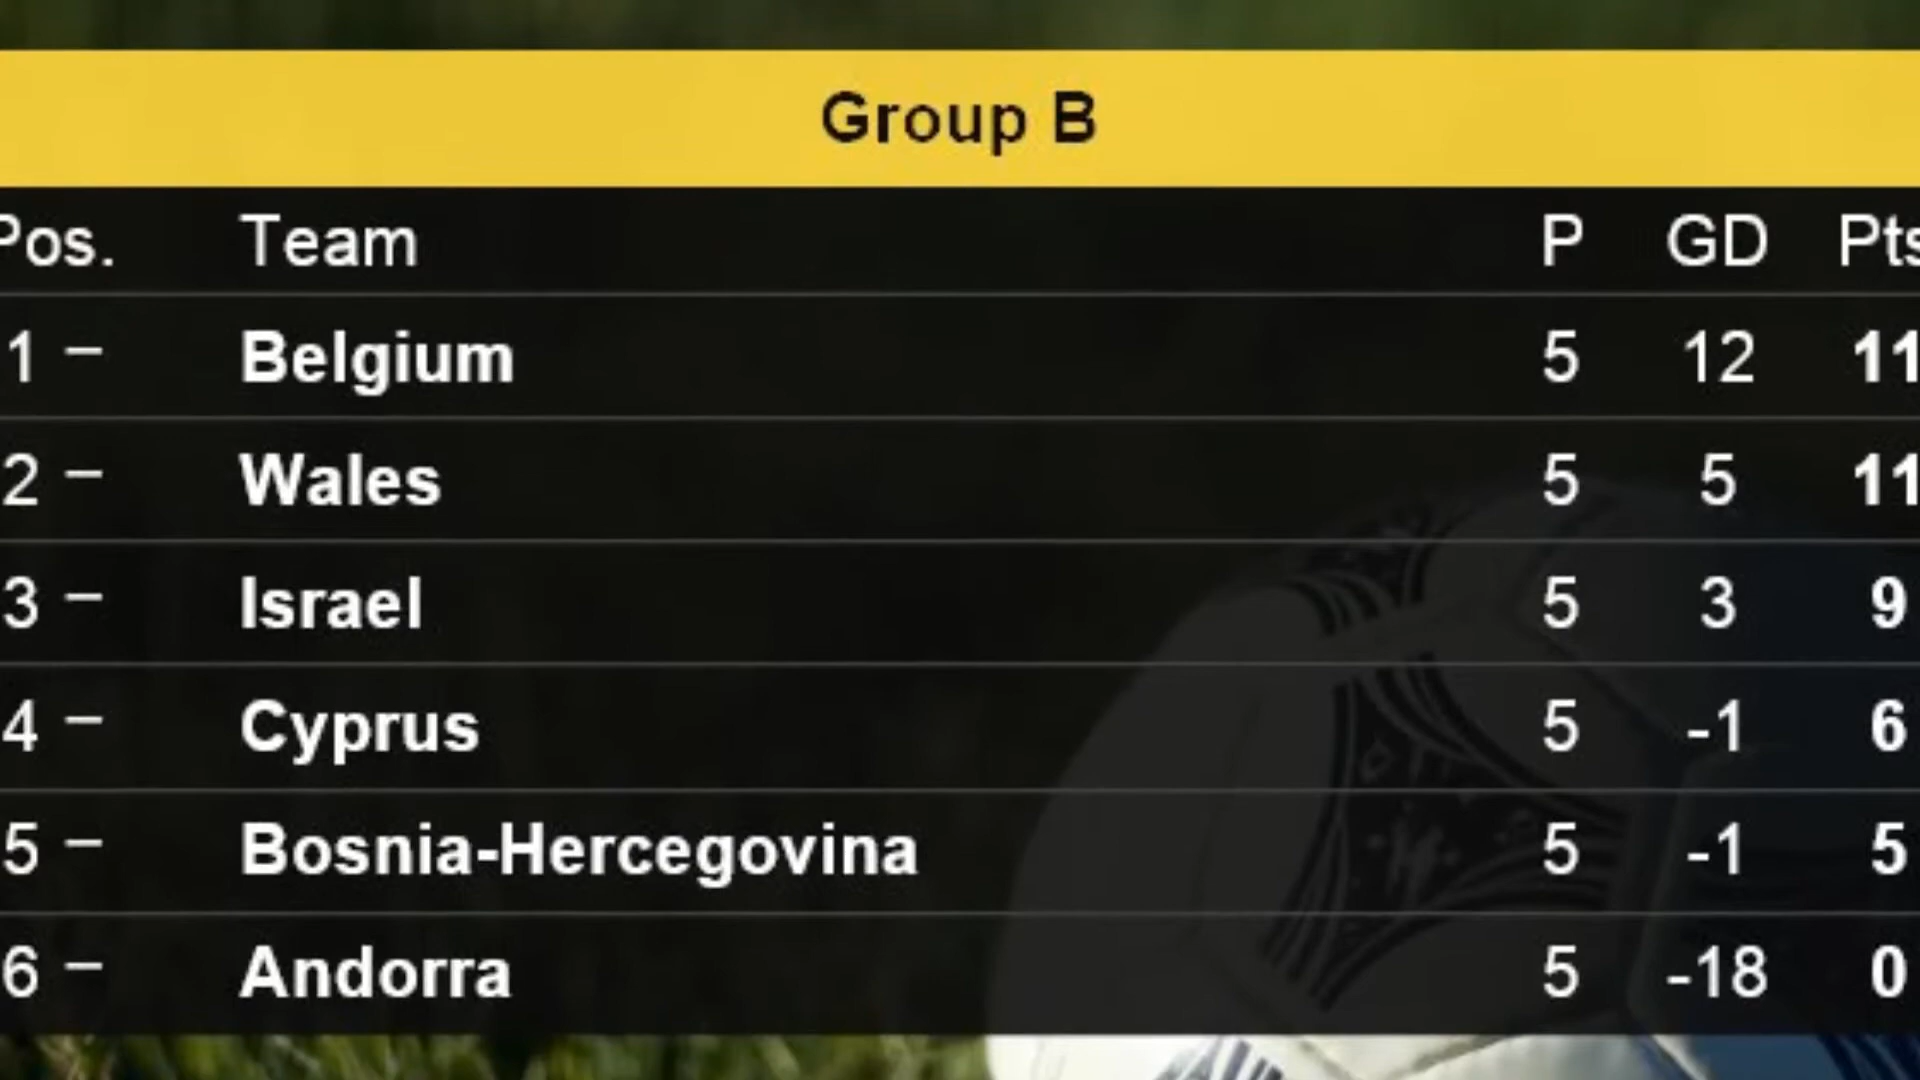 Group B
Pos. Team P GD Pts
1 – Belgium 5 12 11
2 – Wales 5 5 11
3 – Israel 5 3 9
4 – Cyprus 5 -1 6
5 – Bosnia-Hercegovina 5 -1 5
6 – Andorra 5 -18 0